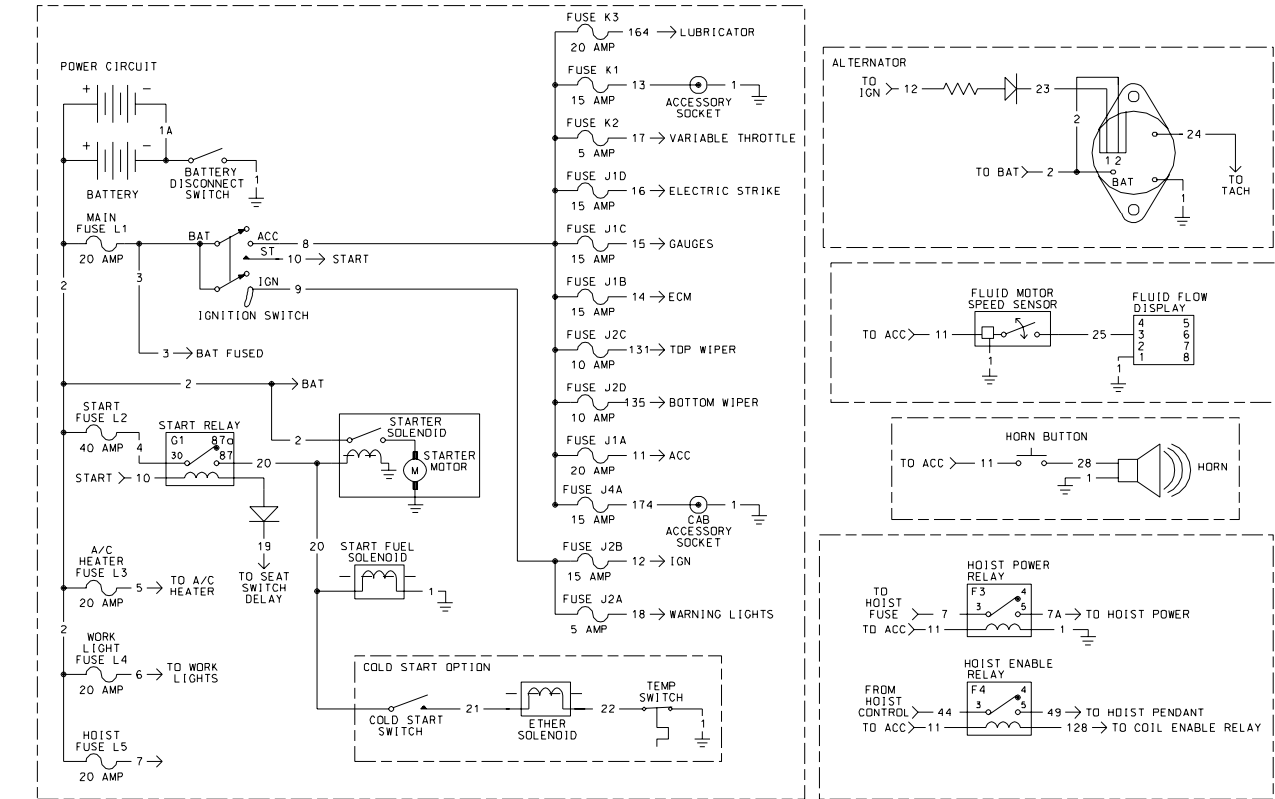 POWER CIRCUIT
+
−
1A
+
−
BATTERY
BATTERY
DISCONNECT
SWITCH
1
MAIN
FUSE L1
20 AMP
2
3
BAT
ACC
ST
IGN
8
10
START
9
IGNITION SWITCH
3
BAT FUSED
2
BAT
START
FUSE L2
40 AMP
4
START RELAY
G1
87a
30
87
20
START
10
2
STARTER
SOLENOID
STARTER
MOTOR
M
19
TO SEAT
SWITCH
DELAY
20
START FUEL
SOLENOID
1
A/C
HEATER
FUSE L3
20 AMP
5
TO A/C
HEATER
2
WORK
LIGHT
FUSE L4
20 AMP
6
TO WORK
LIGHTS
HOIST
FUSE L5
20 AMP
7
COLD START OPTION
COLD START
SWITCH
21
ETHER
SOLENOID
22
TEMP
SWITCH
1
FUSE K3
20 AMP
164
LUBRICATOR
FUSE K1
15 AMP
13
ACCESSORY
SOCKET
1
FUSE K2
5 AMP
17
VARIABLE THROTTLE
FUSE J1D
15 AMP
16
ELECTRIC STRIKE
FUSE J1C
15 AMP
15
GAUGES
FUSE J1B
15 AMP
14
ECM
FUSE J2C
10 AMP
131
TOP WIPER
FUSE J2D
10 AMP
135
BOTTOM WIPER
FUSE J1A
20 AMP
11
ACC
FUSE J4A
15 AMP
174
CAB
ACCESSORY
SOCKET
1
FUSE J2B
15 AMP
12
IGN
FUSE J2A
5 AMP
18
WARNING LIGHTS
ALTERNATOR
TO
IGN
12
23
2
TO BAT
2
1 2
BAT
24
TO
TACH
1
FLUID MOTOR
SPEED SENSOR
TO ACC
11
1
25
FLUID FLOW
DISPLAY
4 5
3 6
2 7
1 8
1
HORN BUTTON
TO ACC
11
28
1
HORN
HOIST POWER
RELAY
TO
HOIST
FUSE
7
F3
4
3
5
7A
TO HOIST POWER
TO ACC
11
1
HOIST ENABLE
RELAY
FROM
HOIST
CONTROL
44
F4
4
3
5
49
TO HOIST PENDANT
TO ACC
11
128
TO COIL ENABLE RELAY